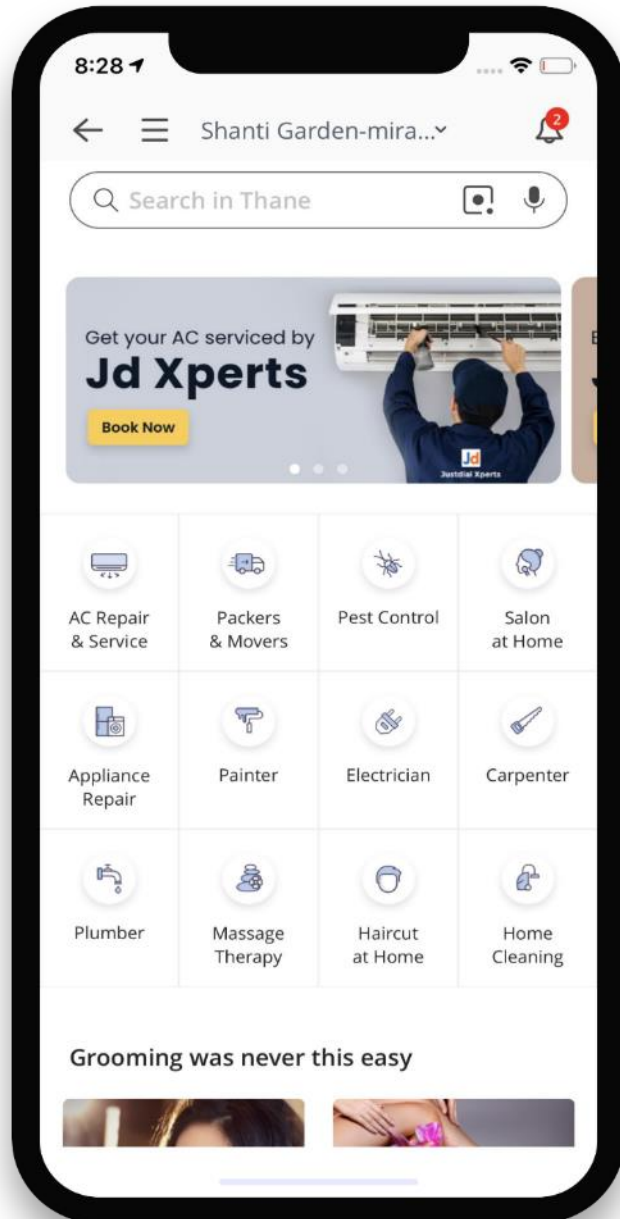 8:28
Shanti Garden-mira...
2
Search in Thane
Get your AC serviced by
Jd Xperts
Book Now
Jd
Justdial Xperts
AC Repair
& Service
Packers
& Movers
Pest Control
Salon
at Home
Appliance
Repair
Painter
Electrician
Carpenter
Plumber
Massage
Therapy
Haircut
at Home
Home
Cleaning
Grooming was never this easy